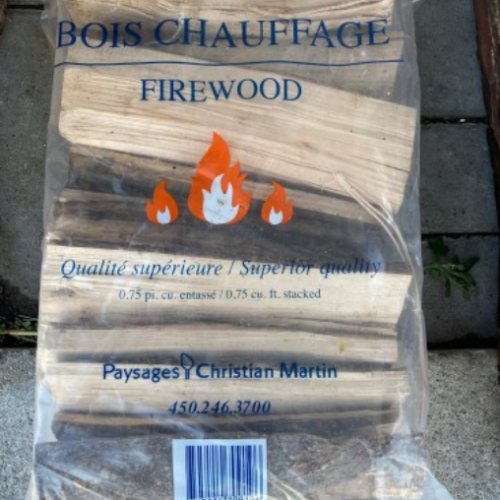 BOIS CHAUFFAGE
FIREWOOD
Qualité supérieure / Superior quality
0,75 pi. cu. entassé / 0,75 cu. ft. stacked
Paysages Christian Martin
450.246.3700